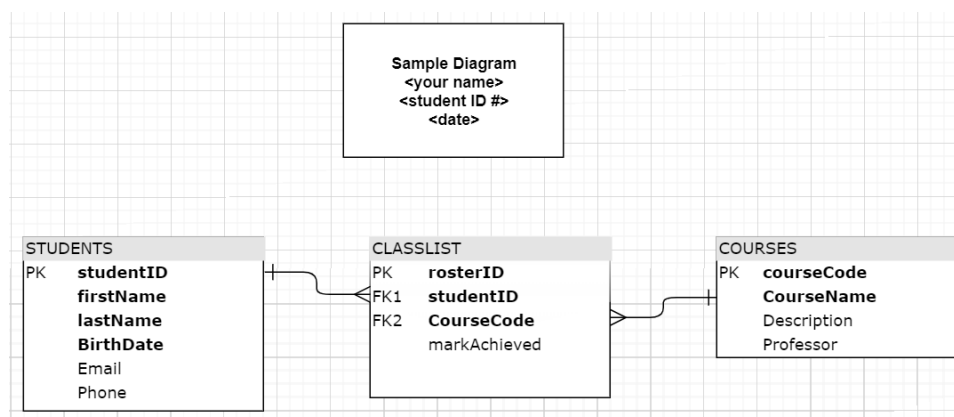 Sample Diagram
<your name>
<student ID #>
<date>
STUDENTS
PK studentID
firstName
lastName
BirthDate
Email
Phone
CLASSLIST
PK rosterID
FK1 studentID
FK2 CourseCode
markAchieved
COURSES
PK courseCode
CourseName
Description
Professor